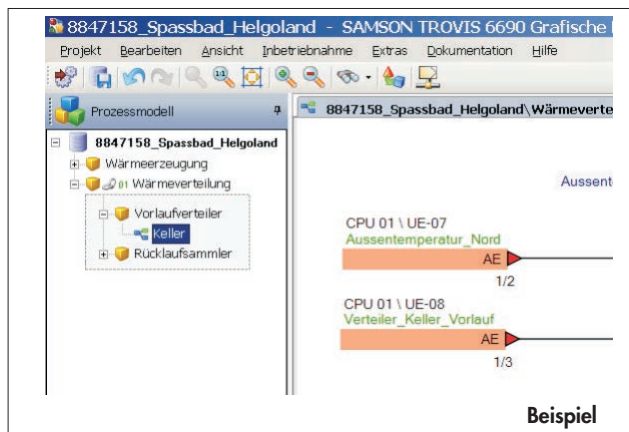 8847158_Spassbad_Helgoland - SAMSON TROVIS 6690 Grafische
Projekt Bearbeiten Ansicht Inbetriebnahme Extras Dokumentation Hilfe
Prozessmodell
8847158_Spassbad_Helgoland\Wärmeverte
8847158_Spassbad_Helgoland
Wärmeerzeugung
01 Wärmeverteilung
Vorlaufverteiler
Keller
Rücklaufsammler
Aussent
CPU 01 \ UE-07
Aussentemperatur_Nord
AE
1/2
CPU 01 \ UE-08
Verteiler_Keller_Vorlauf
AE
1/3
Beispiel